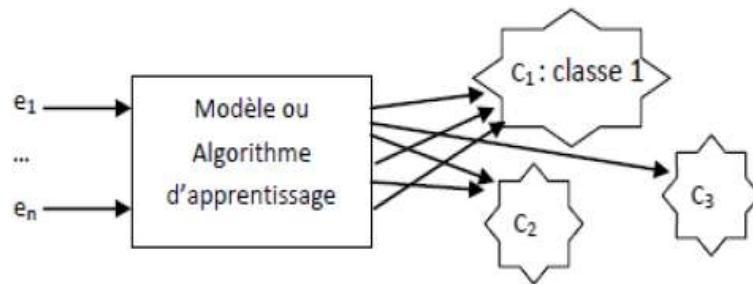 e₁
...
eₙ
Modèle ou
Algorithme
d'apprentissage
C₁ : classe 1
C₂
C₃